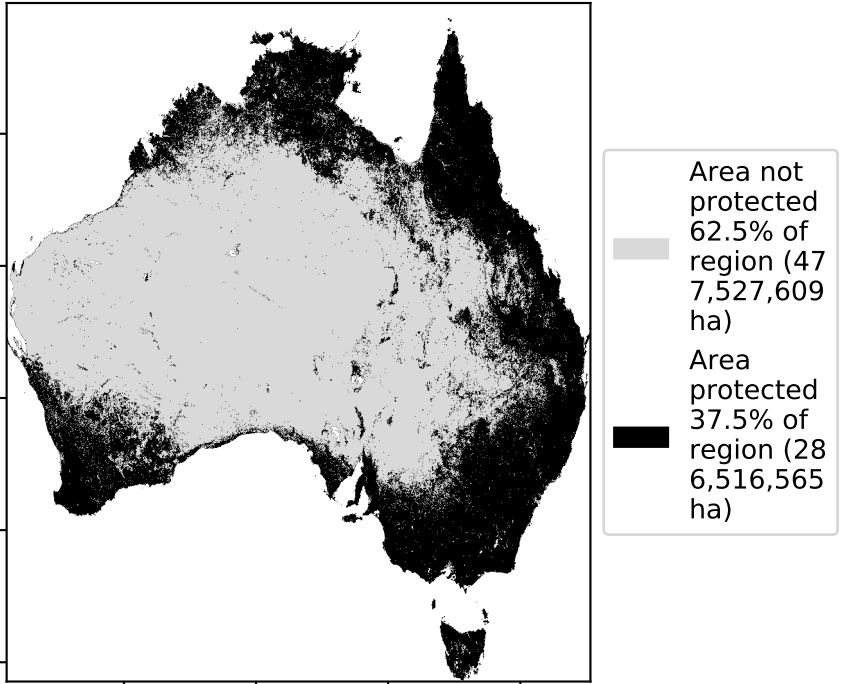 Area not
protected
62.5% of
region (47
7,527,609
ha)
Area
protected
37.5% of
region (28
6,516,565
ha)